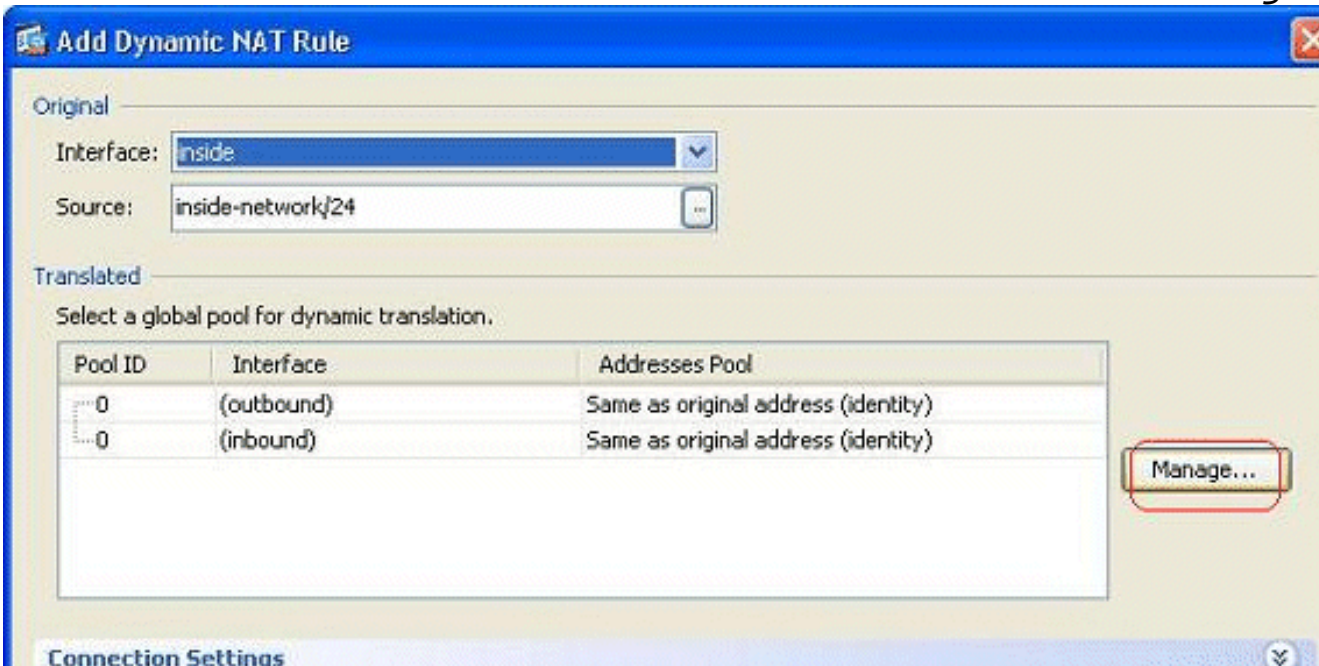 Add Dynamic NAT Rule
Original
Interface: inside
Source: inside-network/24 ...
Translated
Select a global pool for dynamic translation.
Pool ID Interface Addresses Pool
0 (outbound) Same as original address (identity)
0 (inbound) Same as original address (identity)
Manage...
Connection Settings